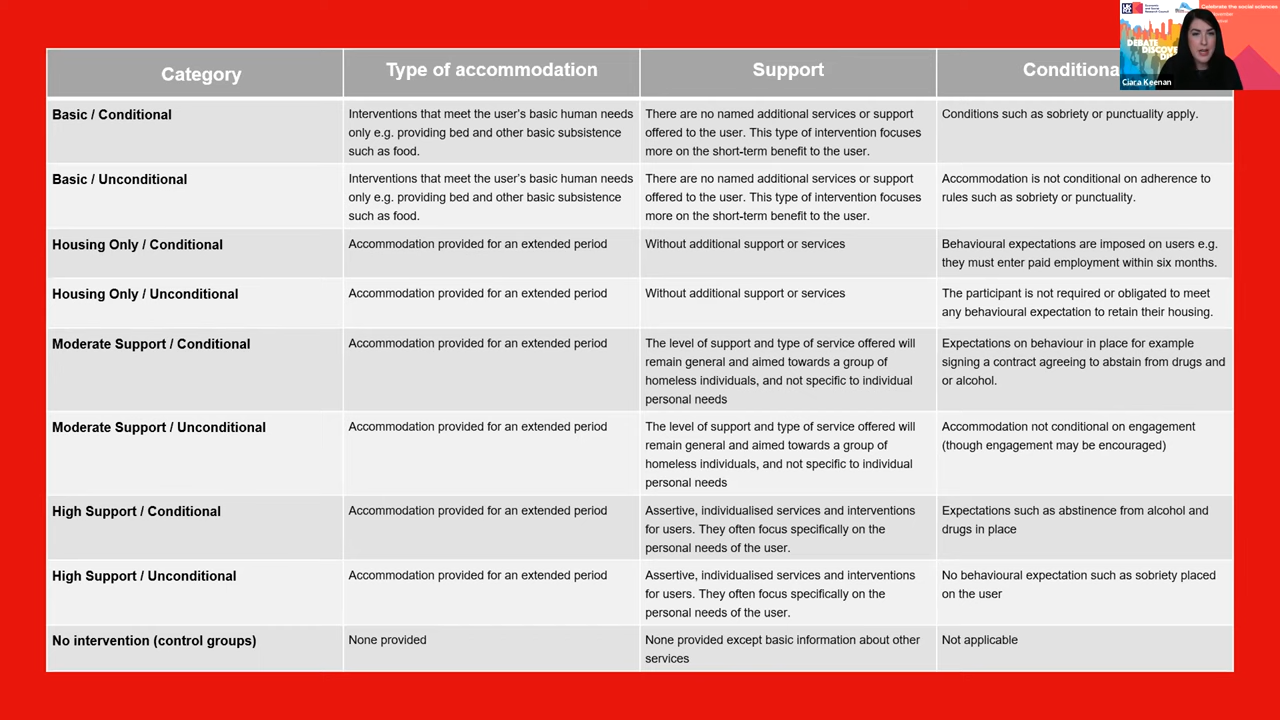 Category
Type of accommodation
Support
Conditiona
Basic / Conditional
Interventions that meet the user's basic human needs
only e.g. providing bed and other basic subsistence
such as food.
There are no named additional services or support
offered to the user. This type of intervention focuses
more on the short-term benefit to the user.
Conditions such as sobriety or punctuality apply.
Basic / Unconditional
Interventions that meet the user's basic human needs
only e.g. providing bed and other basic subsistence
such as food.
There are no named additional services or support
offered to the user. This type of intervention focuses
more on the short-term benefit to the user.
Accommodation is not conditional on adherence to
rules such as sobriety or punctuality.
Housing Only / Conditional
Accommodation provided for an extended period
Without additional support or services
Behavioural expectations are imposed on users e.g.
they must enter paid employment within six months.
Housing Only / Unconditional
Accommodation provided for an extended period
Without additional support or services
The participant is not required or obligated to meet
any behavioural expectation to retain their housing.
Moderate Support / Conditional
Accommodation provided for an extended period
The level of support and type of service offered will
remain general and aimed towards a group of
homeless individuals, and not specific to individual
personal needs
Expectations on behaviour in place for example
signing a contract agreeing to abstain from drugs and
or alcohol.
Moderate Support / Unconditional
Accommodation provided for an extended period
The level of support and type of service offered will
remain general and aimed towards a group of
homeless individuals, and not specific to individual
personal needs
Accommodation not conditional on engagement
(though engagement may be encouraged)
High Support / Conditional
Accommodation provided for an extended period
Assertive, individualised services and interventions
for users. They often focus specifically on the
personal needs of the user.
Expectations such as abstinence from alcohol and
drugs in place
High Support / Unconditional
Accommodation provided for an extended period
Assertive, individualised services and interventions
for users. They often focus specifically on the
personal needs of the user.
No behavioural expectation such as sobriety placed
on the user
No intervention (control groups)
None provided
None provided except basic information about other
services
Not applicable
Economic and Social
Research Council
Celebrate the social sciences
DEBATE
DISCOVE
Ciara Keenan